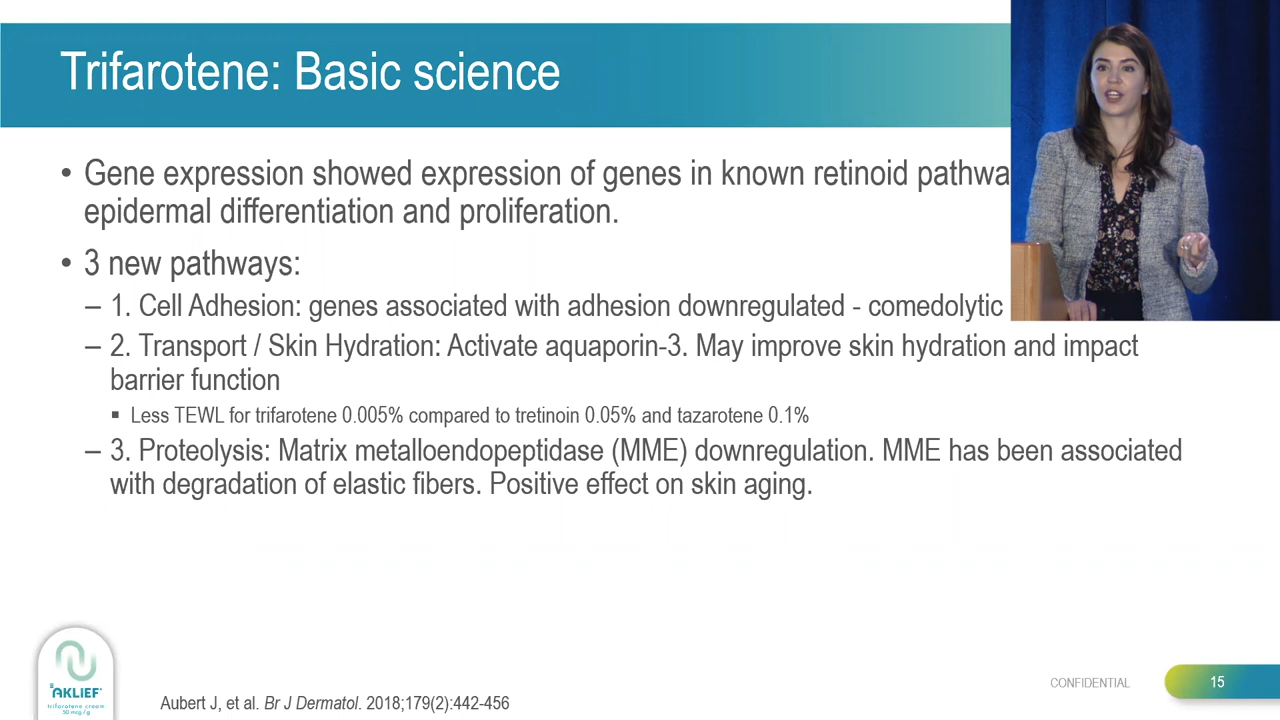 Trifarotene: Basic science
• Gene expression showed expression of genes in known retinoid pathwa
epidermal differentiation and proliferation.
• 3 new pathways:
– 1. Cell Adhesion: genes associated with adhesion downregulated - comedolytic
– 2. Transport / Skin Hydration: Activate aquaporin-3. May improve skin hydration and impact
barrier function
▪ Less TEWL for trifarotene 0.005% compared to tretinoin 0.05% and tazarotene 0.1%
– 3. Proteolysis: Matrix metalloendopeptidase (MME) downregulation. MME has been associated
with degradation of elastic fibers. Positive effect on skin aging.
AKLIEF
trifarotene cream
50 mcg/g
Aubert J, et al. Br J Dermatol. 2018;179(2):442-456
CONFIDENTIAL
15